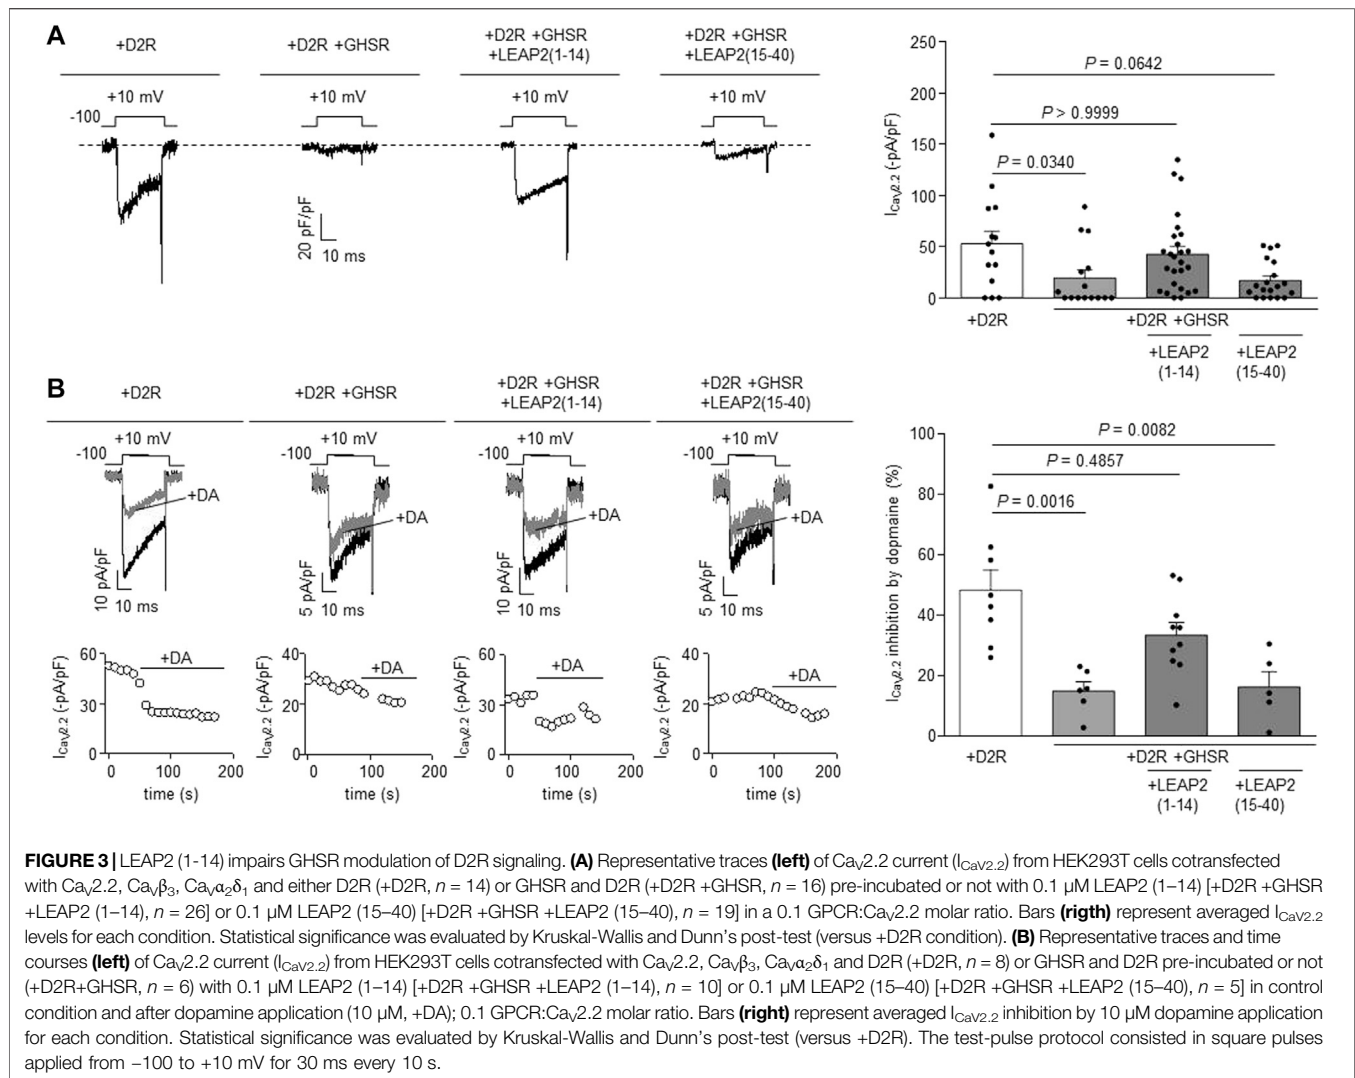 A
+D2R
+D2R +GHSR
+D2R +GHSR
+LEAP2(1-14)
+D2R +GHSR
+LEAP2(15-40)
+10 mV
+10 mV
+10 mV
+10 mV
-100
20 pF/pF
10 ms
I_CaV2.2 (-pA/pF)
250
200
150
100
50
0
P = 0.0642
P > 0.9999
P = 0.0340
+D2R
+D2R +GHSR
+LEAP2
(1-14)
+LEAP2
(15-40)
B
+D2R
+D2R +GHSR
+D2R +GHSR
+LEAP2(1-14)
+D2R +GHSR
+LEAP2(15-40)
+10 mV
+10 mV
+10 mV
+10 mV
-100
-100
-100
-100
+DA
+DA
+DA
+DA
10 pA/pF
10 ms
5 pA/pF
10 ms
10 pA/pF
10 ms
5 pA/pF
10 ms
I_CaV2.2 (-pA/pF)
60
30
0
+DA
0 100 200
time (s)
I_CaV2.2 (-pA/pF)
40
20
0
+DA
0 100 200
time (s)
I_CaV2.2 (-pA/pF)
60
30
0
+DA
0 100 200
time (s)
I_CaV2.2 (-pA/pF)
40
20
0
+DA
0 100 200
time (s)
I_CaV2.2 inhibition by dopmaine (%)
100
80
60
40
20
0
P = 0.0082
P = 0.4857
P = 0.0016
+D2R
+D2R +GHSR
+LEAP2
(1-14)
+LEAP2
(15-40)
FIGURE 3 | LEAP2 (1-14) impairs GHSR modulation of D2R signaling. (A) Representative traces (left) of CaV2.2 current (ICaV2.2) from HEK293T cells cotransfected
with CaV2.2, CaVβ3, CaVα2δ1 and either D2R (+D2R, n = 14) or GHSR and D2R (+D2R +GHSR, n = 16) pre-incubated or not with 0.1 µM LEAP2 (1–14) [+D2R +GHSR
+LEAP2 (1–14), n = 26] or 0.1 µM LEAP2 (15–40) [+D2R +GHSR +LEAP2 (15–40), n = 19] in a 0.1 GPCR:CaV2.2 molar ratio. Bars (rigth) represent averaged ICaV2.2
levels for each condition. Statistical significance was evaluated by Kruskal-Wallis and Dunn's post-test (versus +D2R condition). (B) Representative traces and time
courses (left) of CaV2.2 current (ICaV2.2) from HEK293T cells cotransfected with CaV2.2, CaVβ3, CaVα2δ1 and D2R (+D2R, n = 8) or GHSR and D2R pre-incubated or not
(+D2R+GHSR, n = 6) with 0.1 µM LEAP2 (1–14) [+D2R +GHSR +LEAP2 (1–14), n = 10] or 0.1 µM LEAP2 (15–40) [+D2R +GHSR +LEAP2 (15–40), n = 5] in control
condition and after dopamine application (10 µM, +DA); 0.1 GPCR:CaV2.2 molar ratio. Bars (right) represent averaged ICaV2.2 inhibition by 10 µM dopamine application
for each condition. Statistical significance was evaluated by Kruskal-Wallis and Dunn's post-test (versus +D2R). The test-pulse protocol consisted in square pulses
applied from −100 to +10 mV for 30 ms every 10 s.